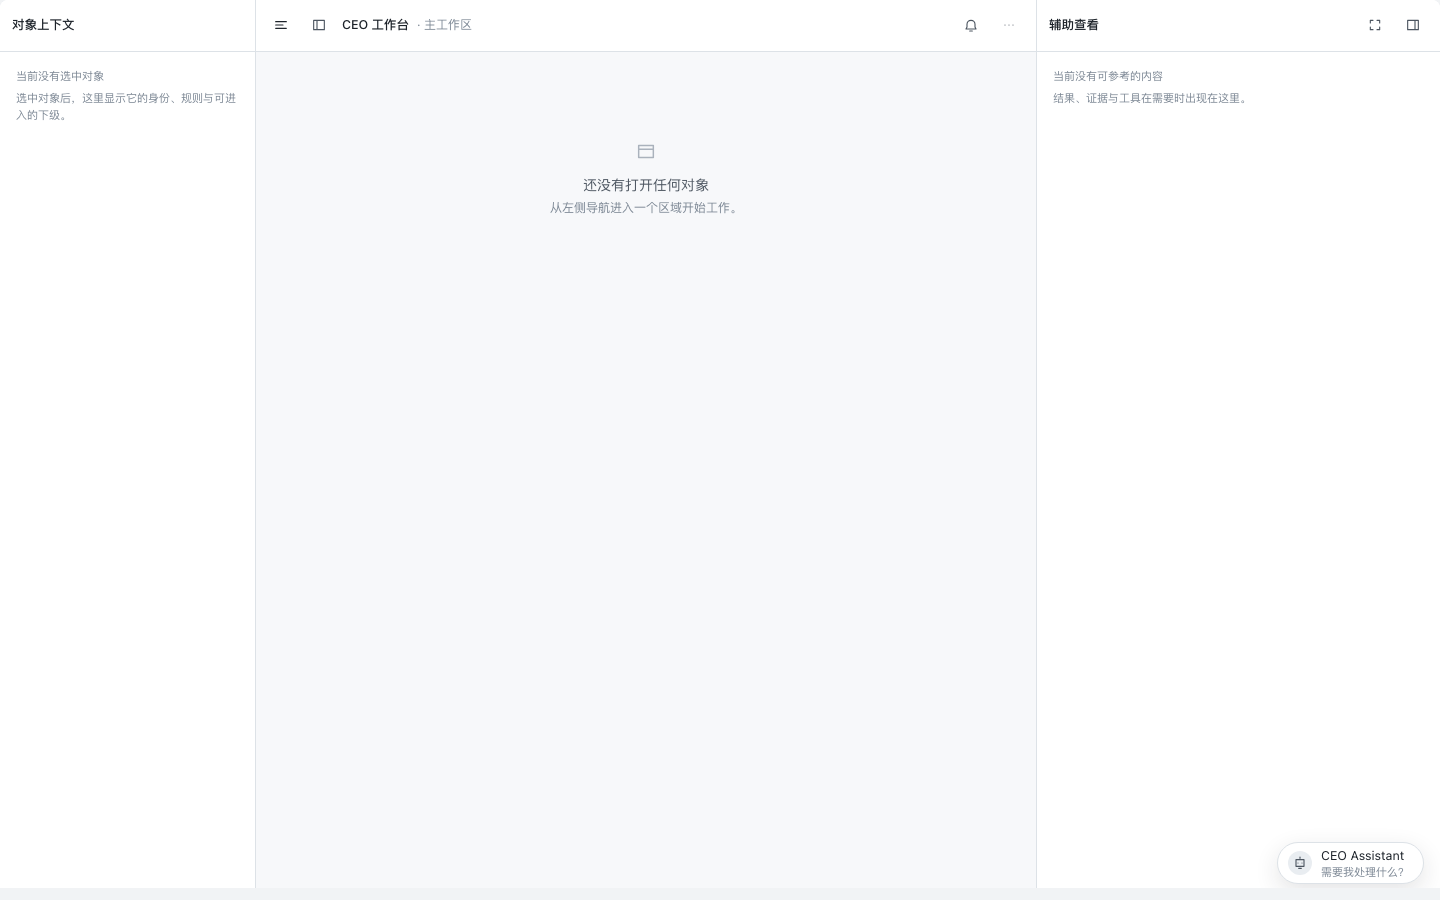 对象上下文
当前没有选中对象
选中对象后，这里显示它的身份、规则与可进
入的下级。
CEO 工作台 · 主工作区
还没有打开任何对象
从左侧导航进入一个区域开始工作。
辅助查看
当前没有可参考的内容
结果、证据与工具在需要时出现在这里。
CEO Assistant
需要我处理什么?